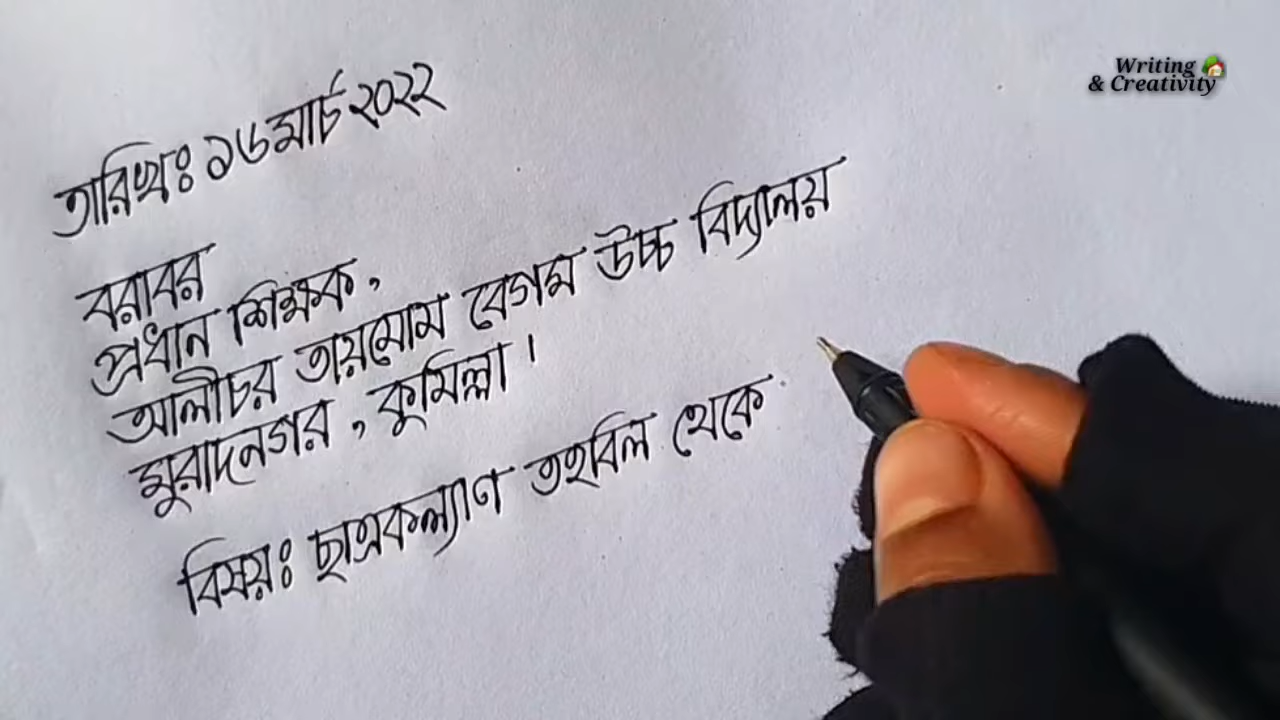 তারিখঃ ১৬ মার্চ ২০২২
বরাবর
প্রধান শিক্ষক,
আলীচর তায়মোম বেগম উচ্চ বিদ্যালয়
মুরাদনগর, কুমিল্লা।
বিষয়ঃ ছাত্রকল্যাণ তহবিল থেকে
Writing
& Creativity